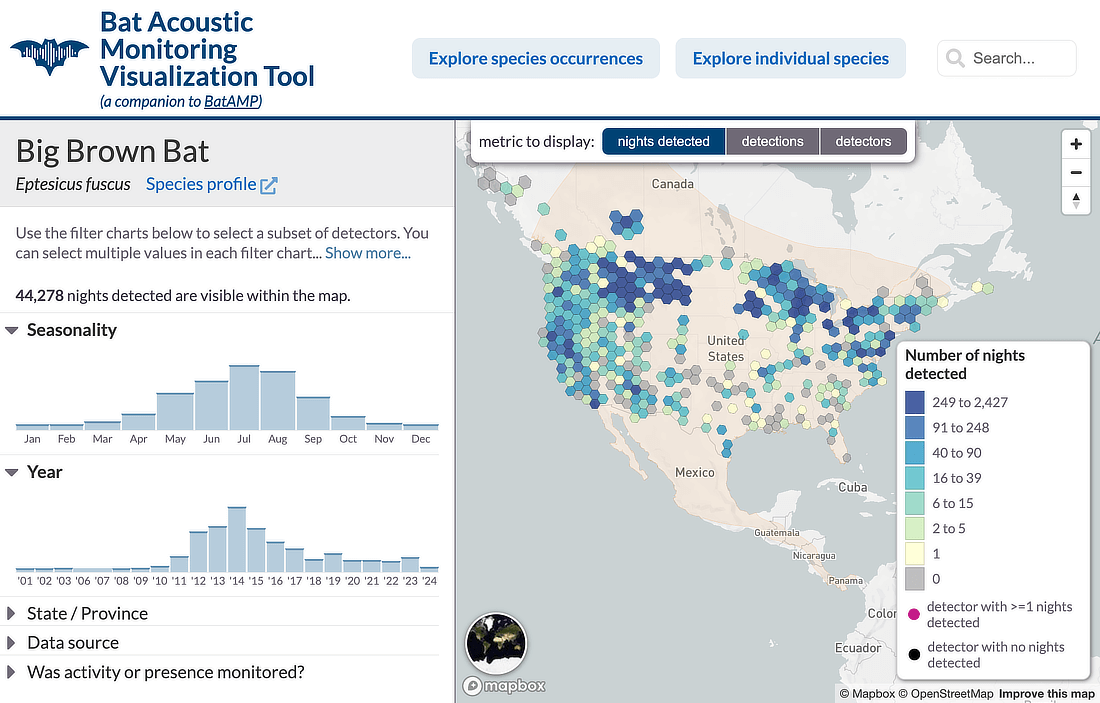 Bat Acoustic
Monitoring
Visualization Tool
(a companion to BatAMP)
Explore species occurrences
Explore individual species
Search...
Big Brown Bat
Eptesicus fuscus Species profile
Use the filter charts below to select a subset of detectors. You
can select multiple values in each filter chart... Show more...
44,278 nights detected are visible within the map.
Seasonality
Jan Feb Mar Apr May Jun Jul Aug Sep Oct Nov Dec
Year
'01 '02 '03 '06 '07 '08 '09 '10 '11 '12 '13 '14 '15 '16 '17 '18 '19 '20 '21 '22 '23 '24
State / Province
Data source
Was activity or presence monitored?
metric to display: nights detected detections detectors
+
−
Canada
United
States
Mexico
Cuba
Guatemala
Nicaragua
Panama
Color
Ecuador
Number of nights
detected
249 to 2,427
91 to 248
40 to 90
16 to 39
6 to 15
2 to 5
1
0
detector with >=1 nights
detected
detector with no nights
detected
mapbox
© Mapbox © OpenStreetMap Improve this map